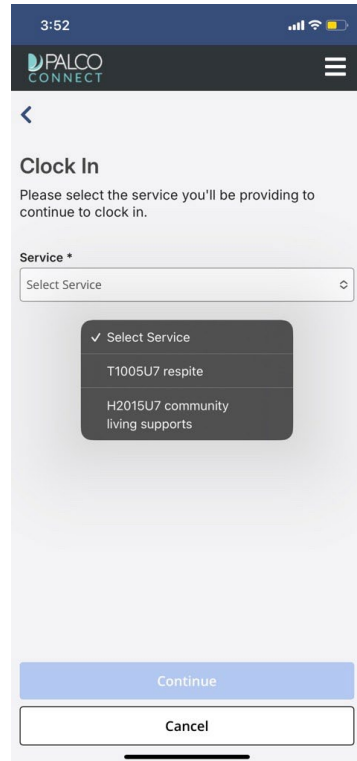 3:52
PALCO
CONNECT
Clock In
Please select the service you'll be providing to
continue to clock in.
Service *
Select Service
✓ Select Service
T1005U7 respite
H2015U7 community
living supports
Continue
Cancel